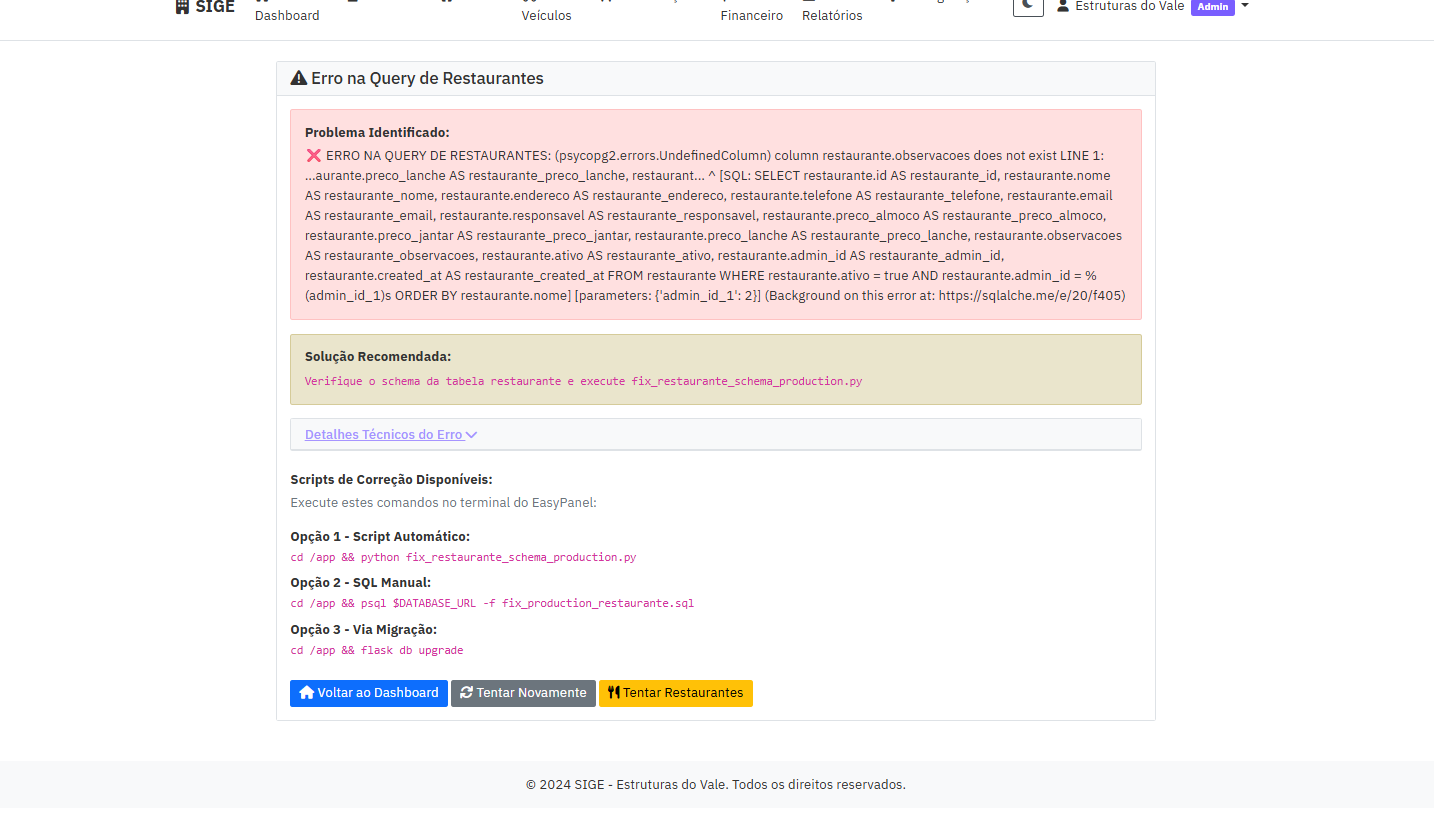 SIGE
Dashboard
Veículos
Financeiro
Relatórios
Estruturas do Vale Admin
Erro na Query de Restaurantes
Problema Identificado:
❌ ERRO NA QUERY DE RESTAURANTES: (psycopg2.errors.UndefinedColumn) column restaurante.observacoes does not exist LINE 1:
...aurante.preco_lanche AS restaurante_preco_lanche, restaurant... ^ [SQL: SELECT restaurante.id AS restaurante_id, restaurante.nome
AS restaurante_nome, restaurante.endereco AS restaurante_endereco, restaurante.telefone AS restaurante_telefone, restaurante.email
AS restaurante_email, restaurante.responsavel AS restaurante_responsavel, restaurante.preco_almoco AS restaurante_preco_almoco,
restaurante.preco_jantar AS restaurante_preco_jantar, restaurante.preco_lanche AS restaurante_preco_lanche, restaurante.observacoes
AS restaurante_observacoes, restaurante.ativo AS restaurante_ativo, restaurante.admin_id AS restaurante_admin_id,
restaurante.created_at AS restaurante_created_at FROM restaurante WHERE restaurante.ativo = true AND restaurante.admin_id = %
(admin_id_1)s ORDER BY restaurante.nome] [parameters: {'admin_id_1': 2}] (Background on this error at: https://sqlalche.me/e/20/f405)
Solução Recomendada:
Verifique o schema da tabela restaurante e execute fix_restaurante_schema_production.py
Detalhes Técnicos do Erro
Scripts de Correção Disponíveis:
Execute estes comandos no terminal do EasyPanel:
Opção 1 - Script Automático:
cd /app && python fix_restaurante_schema_production.py
Opção 2 - SQL Manual:
cd /app && psql $DATABASE_URL -f fix_production_restaurante.sql
Opção 3 - Via Migração:
cd /app && flask db upgrade
Voltar ao Dashboard
Tentar Novamente
Tentar Restaurantes
© 2024 SIGE - Estruturas do Vale. Todos os direitos reservados.